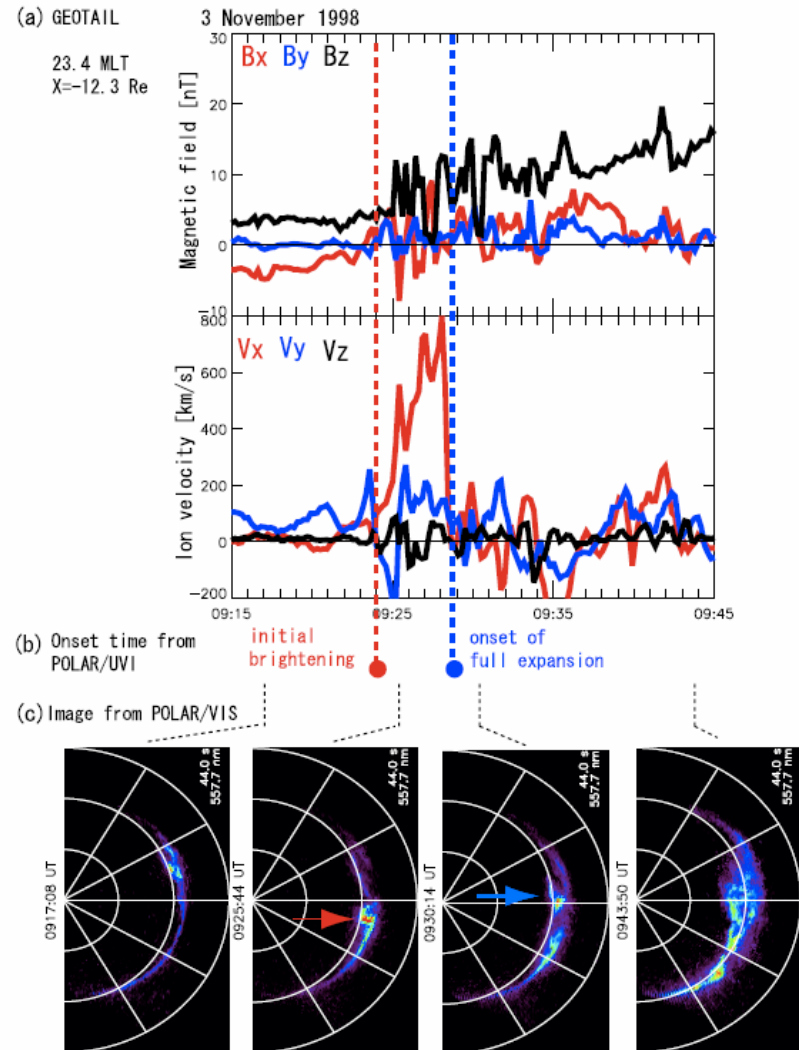 (a) GEOTAIL 3 November 1998
23.4 MLT
X=-12.3 Re
Bx By Bz
Magnetic field [nT]
30
20
10
0
-10
Vx Vy Vz
Ion velocity [km/s]
800
600
400
200
0
-200
09:15 09:25 09:35 09:45
(b) Onset time from
POLAR/UVI
initial
brightening
onset of
full expansion
(c) Image from POLAR/VIS
0917:08 UT
44.0 s
557.7 nm
0925:44 UT
44.0 s
557.7 nm
0930:14 UT
44.0 s
557.7 nm
0943:50 UT
44.0 s
557.7 nm